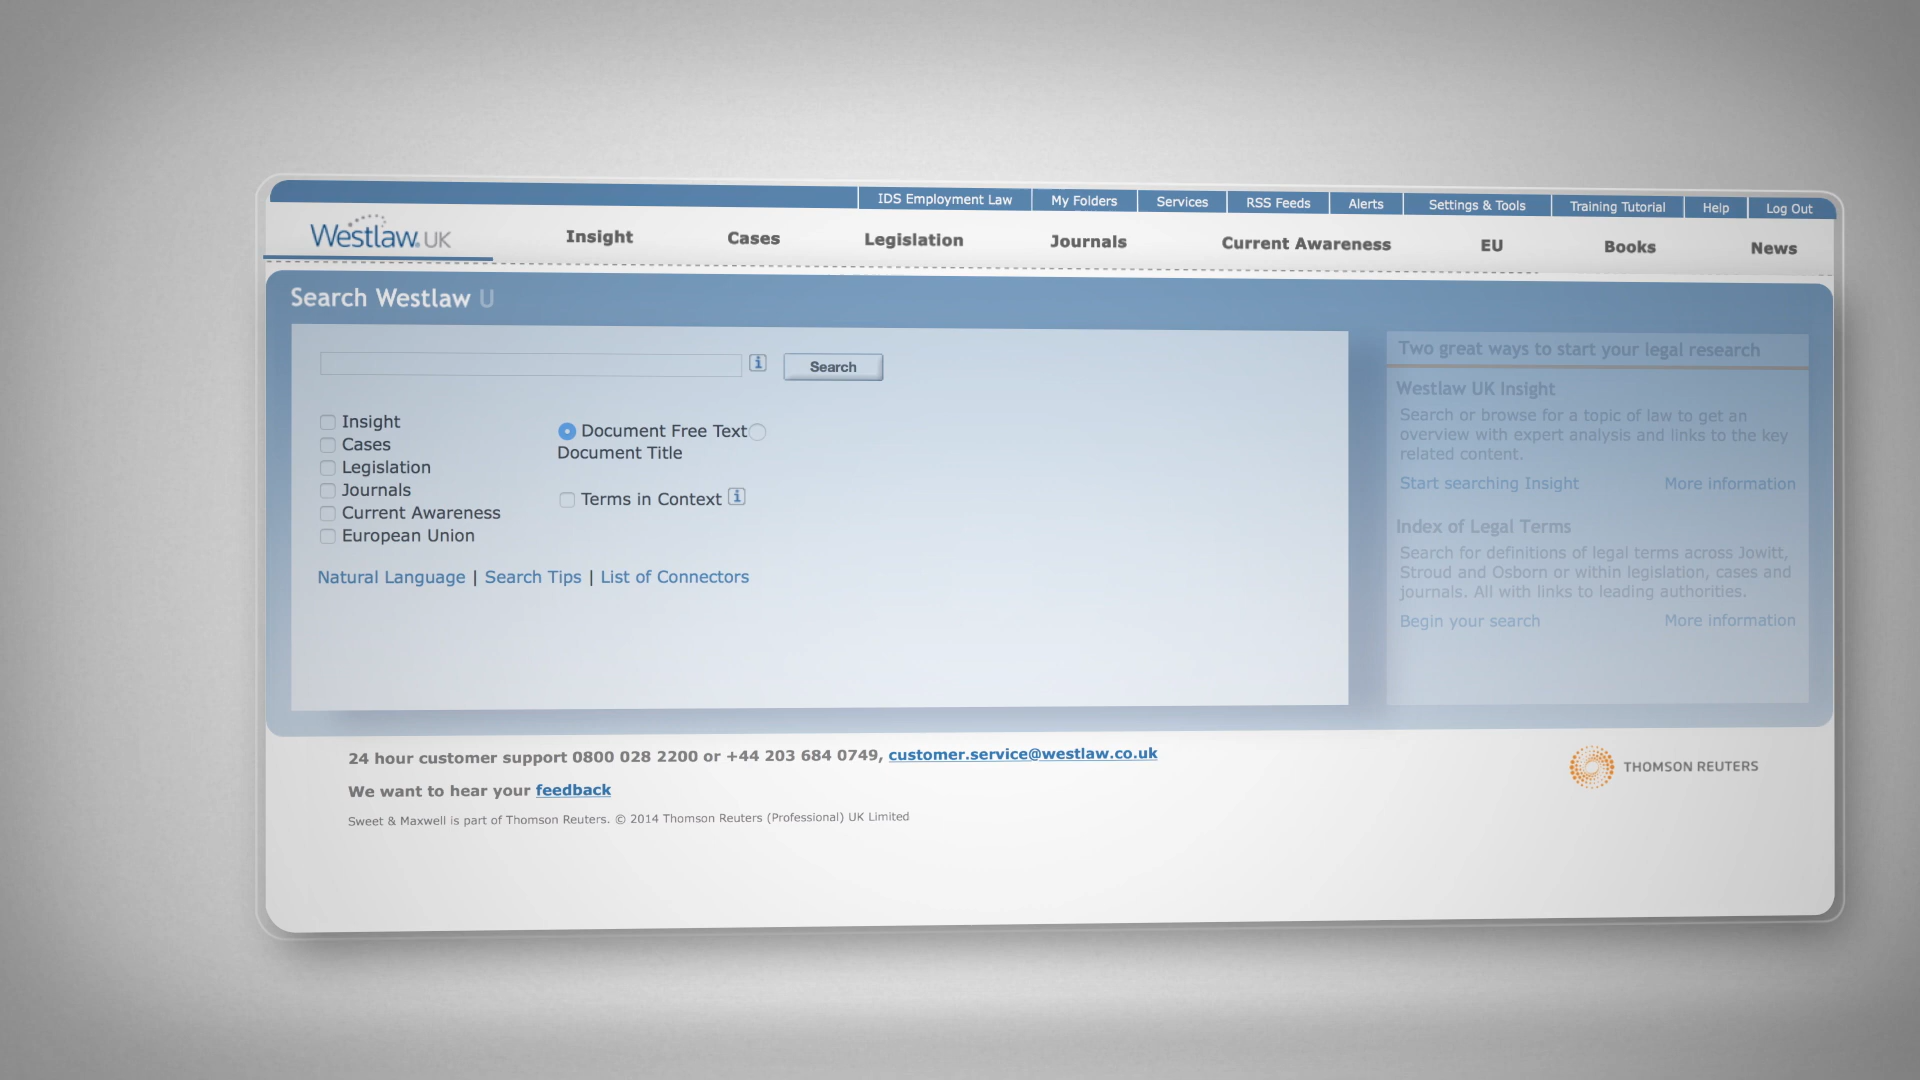 IDS Employment Law My Folders Services RSS Feeds Alerts Settings & Tools Training Tutorial Help Log Out
Westlaw. UK
Insight Cases Legislation Journals Current Awareness EU Books News
Search Westlaw U
i Search
Insight
Cases
Legislation
Journals
Current Awareness
European Union
Document Free Text
Document Title
Terms in Context i
Natural Language | Search Tips | List of Connectors
Two great ways to start your legal research
Westlaw UK Insight
Search or browse for a topic of law to get an
overview with expert analysis and links to the key
related content.
Start searching Insight More information
Index of Legal Terms
Search for definitions of legal terms across Jowitt,
Stroud and Osborn or within legislation, cases and
journals. All with links to leading authorities.
Begin your search More information
24 hour customer support 0800 028 2200 or +44 203 684 0749, customer.service@westlaw.co.uk
We want to hear your feedback
Sweet & Maxwell is part of Thomson Reuters. © 2014 Thomson Reuters (Professional) UK Limited
THOMSON REUTERS